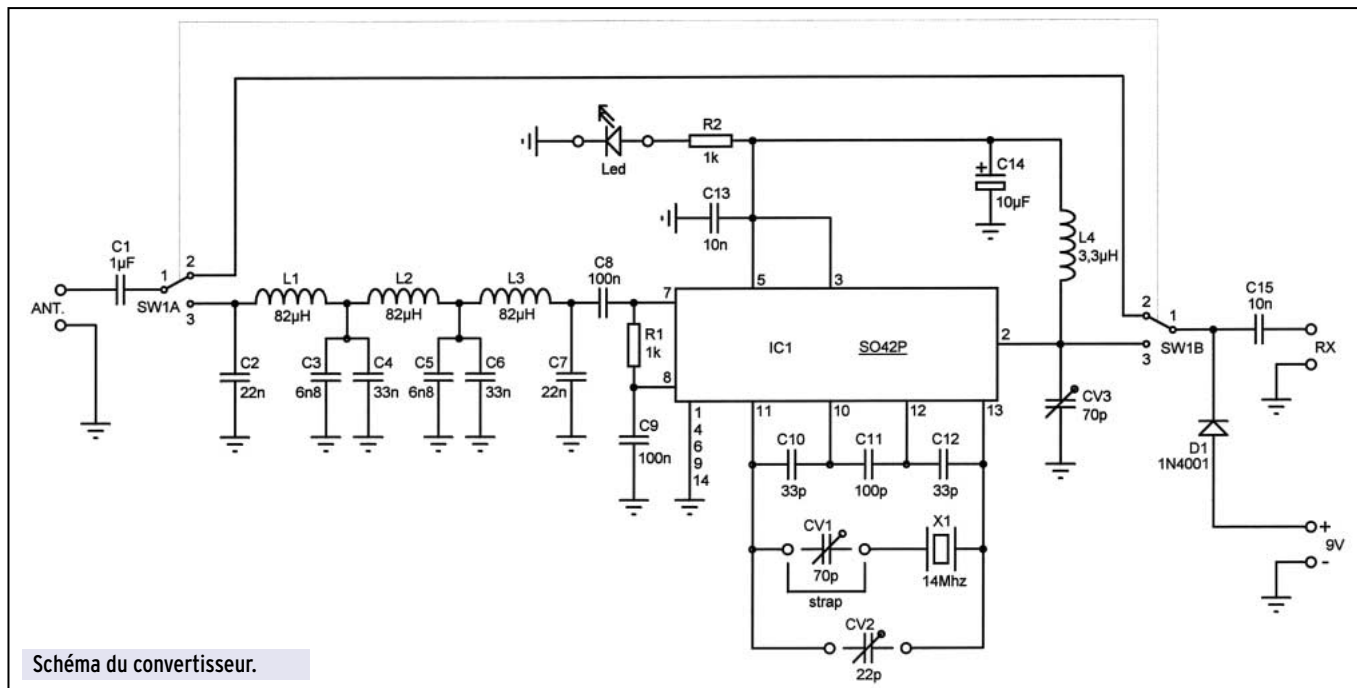 R2
1k
Led
C14
+
10µF
C13
10n
L4
3,3µH
C1
1µF
1
2
3
SW1A
ANT.
L1
82µH
L2
82µH
L3
82µH
C8
100n
7
5
3
R1
1k
8
IC1
SO42P
2
C2
22n
C3
6n8
C4
33n
C5
6n8
C6
33n
C7
22n
C9
100n
1
4
6
9
14
11
10
12
13
C10
33p
C11
100p
C12
33p
CV1
70p
strap
X1
14Mhz
CV2
22p
CV3
70p
2
1
3
SW1B
C15
10n
RX
D1
1N4001
+
9V
-
Schéma du convertisseur.